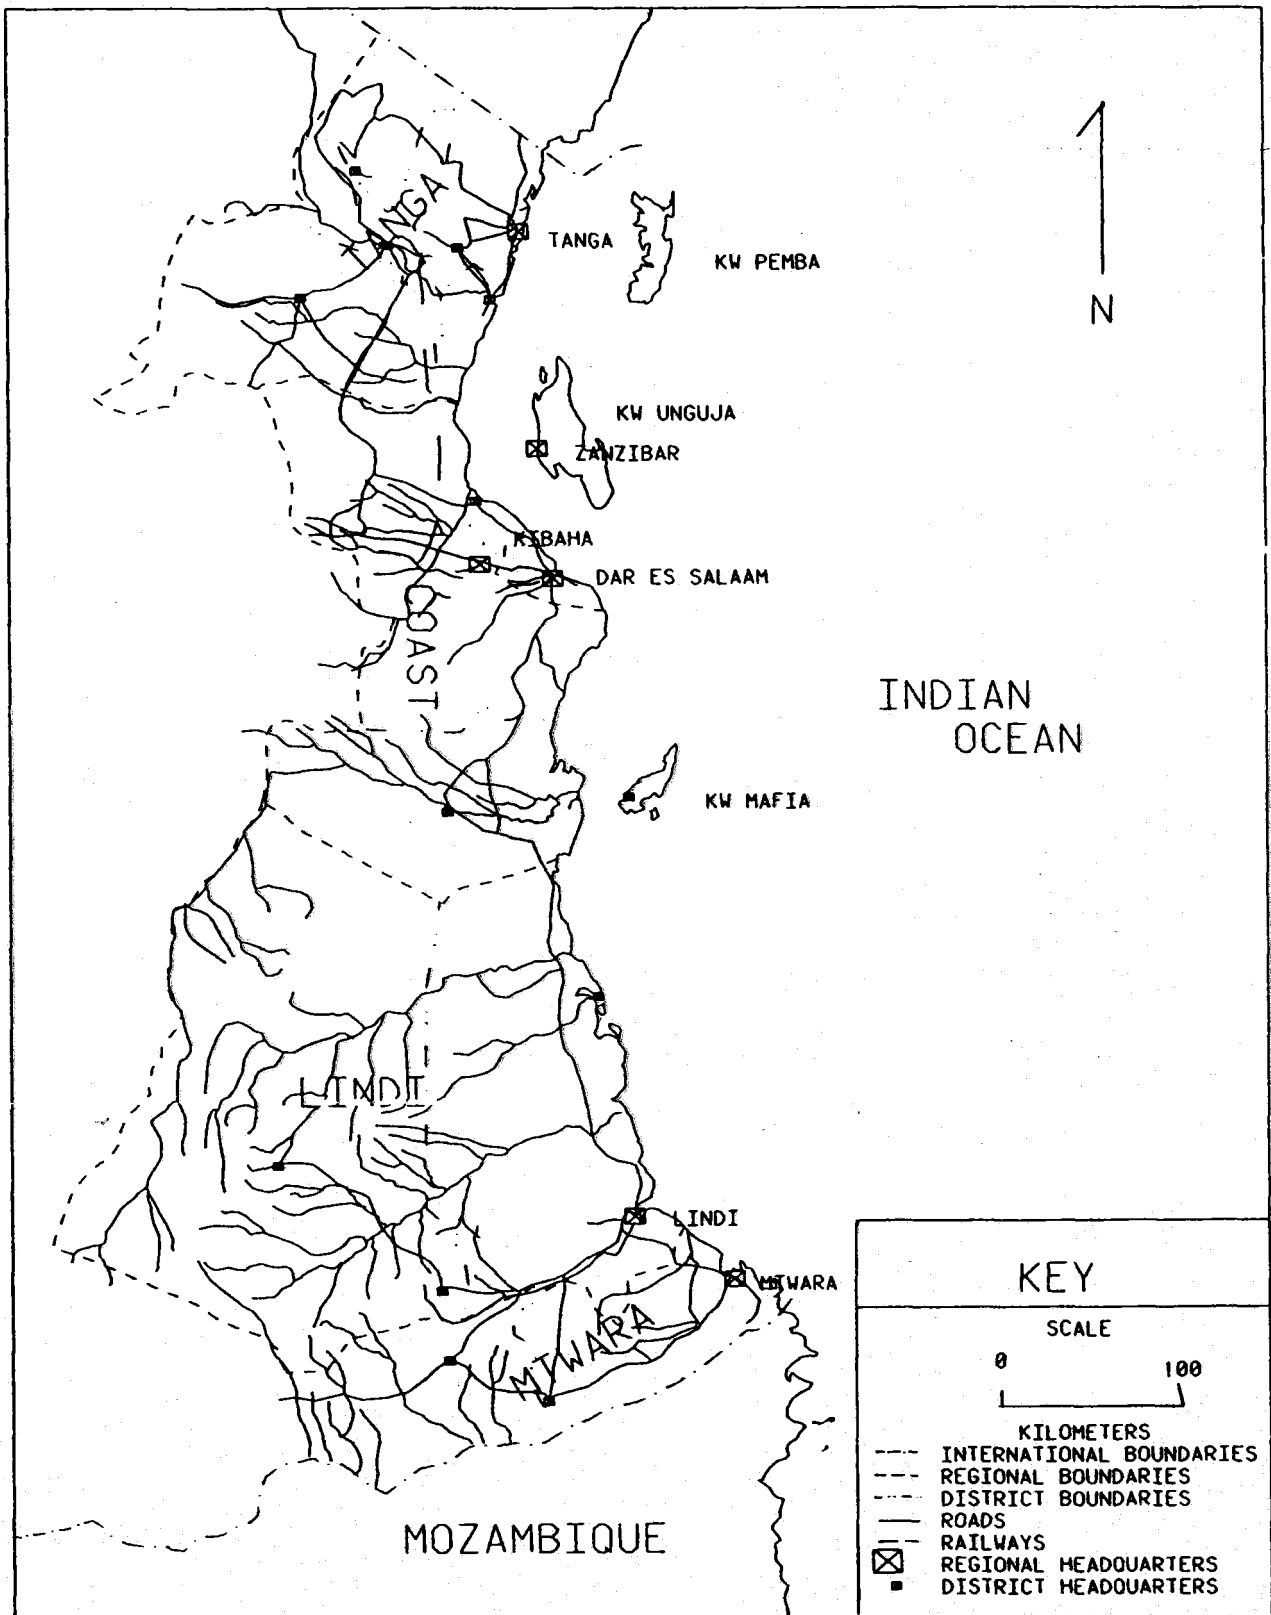 TANGA
NGA
KW PEMBA
N
KW UNGUJA
ZANZIBAR
KIBAHA
DAR ES SALAAM
COAST
INDIAN
OCEAN
KW MAFIA
LINDI
LINDI
MTWARA
MTWARA
MOZAMBIQUE
KEY
SCALE
0 100
KILOMETERS
INTERNATIONAL BOUNDARIES
REGIONAL BOUNDARIES
DISTRICT BOUNDARIES
ROADS
RAILWAYS
REGIONAL HEADQUARTERS
DISTRICT HEADQUARTERS